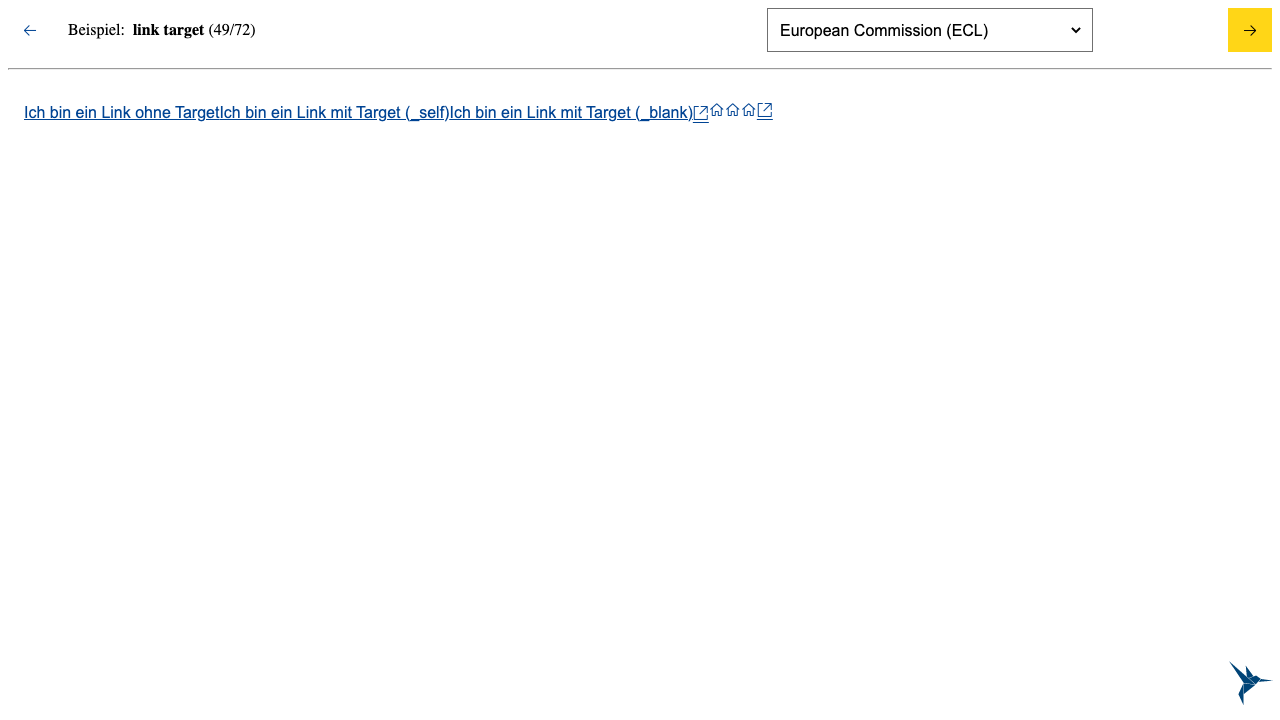 Beispiel: link target (49/72)
European Commission (ECL)
Ich bin ein Link ohne TargetIch bin ein Link mit Target (_self)Ich bin ein Link mit Target (_blank)